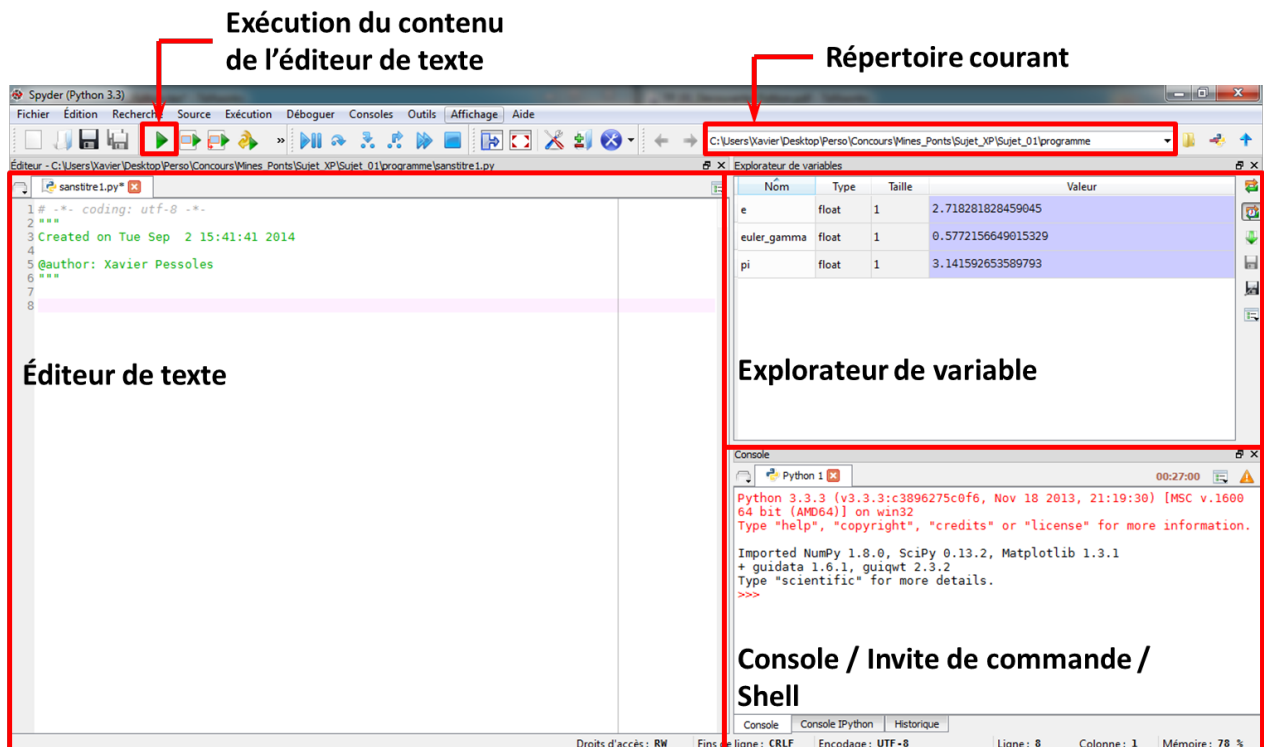 Exécution du contenu
de l'éditeur de texte
Répertoire courant
Spyder (Python 3.3)
Fichier Édition Recherche Source Exécution Déboguer Consoles Outils Affichage Aide
C:\Users\Xavier\Desktop\Perso\Concours\Mines_Ponts\Sujet_XP\Sujet_01\programme
Éditeur - C:\Users\Xavier\Desktop\Perso\Concours\Mines_Ponts\Sujet_XP\Sujet_01\programme\sanstitre1.py
sanstitre1.py*
1 # -*- coding: utf-8 -*-
2 """
3 Created on Tue Sep  2 15:41:41 2014
4
5 @author: Xavier Pessoles
6 """
7
8
Éditeur de texte
Explorateur de variables
Nom Type Taille Valeur
e float 1 2.718281828459045
euler_gamma float 1 0.5772156649015329
pi float 1 3.141592653589793
Explorateur de variable
Console
Python 1 00:27:00
Python 3.3.3 (v3.3.3:c3896275c0f6, Nov 18 2013, 21:19:30) [MSC v.1600
64 bit (AMD64)] on win32
Type "help", "copyright", "credits" or "license" for more information.
Imported NumPy 1.8.0, SciPy 0.13.2, Matplotlib 1.3.1
+ guidata 1.6.1, guiqwt 2.3.2
Type "scientific" for more details.
>>>
Console / Invite de commande /
Shell
Console Console IPython Historique
Droits d'accès : RW Fins de ligne : CRLF Encodage : UTF-8 Ligne : 8 Colonne : 1 Mémoire : 78 %